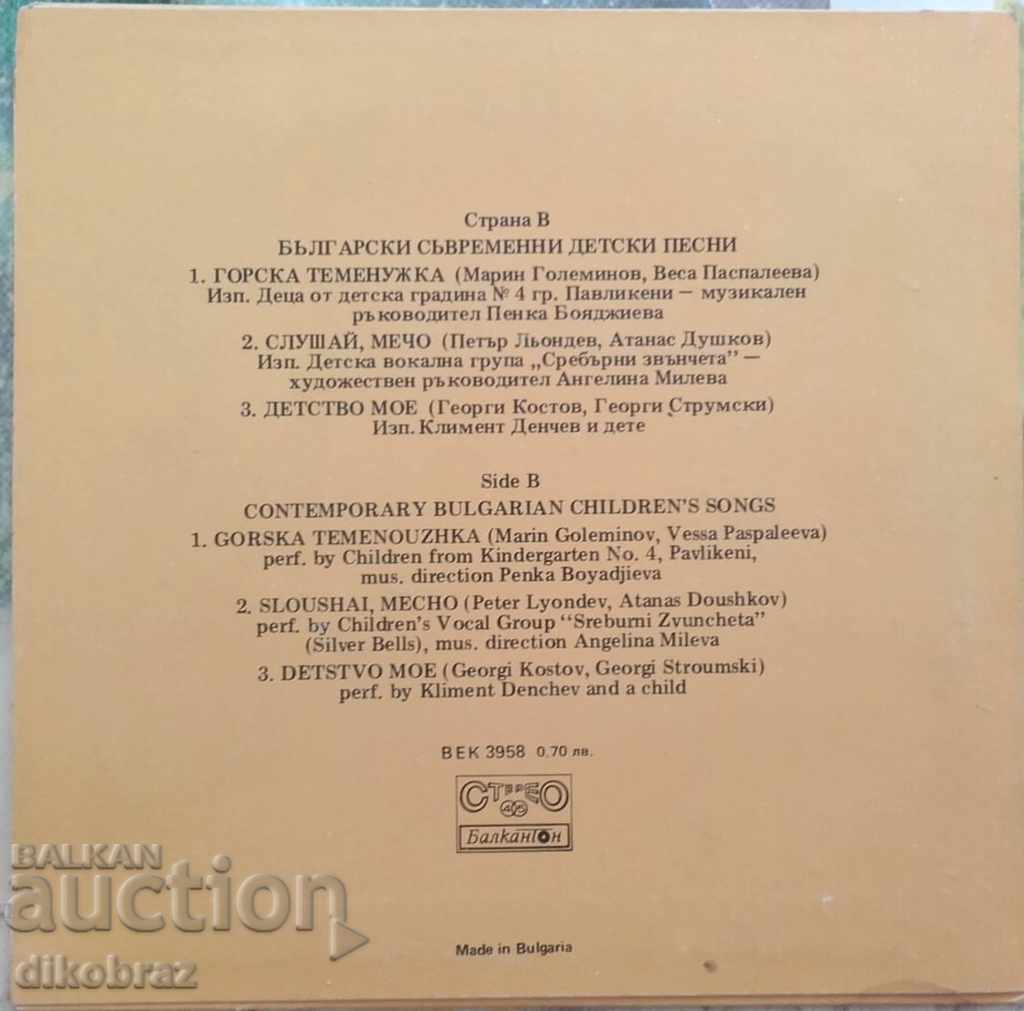 Страна В
БЪЛГАРСКИ СЪВРЕМЕННИ ДЕТСКИ ПЕСНИ
1. ГОРСКА ТЕМЕНУЖКА (Марин Големинов, Веса Паспалеева)
Изп. Деца от детска градина № 4 гр. Павликени – музикален
ръководител Пенка Бояджиева
2. СЛУШАЙ, МЕЧО (Петър Льондев, Атанас Душков)
Изп. Детска вокална група „Сребърни звънчета” –
художествен ръководител Ангелина Милева
3. ДЕТСТВО МОЕ (Георги Костов, Георги Струмски)
Изп. Климент Денчев и дете
Side B
CONTEMPORARY BULGARIAN CHILDREN'S SONGS
1. GORSKA TEMENOUZHKA (Marin Goleminov, Vessa Paspaleeva)
perf. by Children from Kindergarten No. 4, Pavlikeni,
mus. direction Penka Boyadjieva
2. SLOUSHAI, MECHO (Peter Lyondev, Atanas Doushkov)
perf. by Children's Vocal Group "Sreburni Zvuncheta"
(Silver Bells), mus. direction Angelina Mileva
3. DETSTVO MOE (Georgi Kostov, Georgi Stroumski)
perf. by Kliment Denchev and a child
ВЕК 3958 0.70 лв.
СТЕРЕО
45
Балкантон
Made in Bulgaria
BALKAN
auction
dikobraz